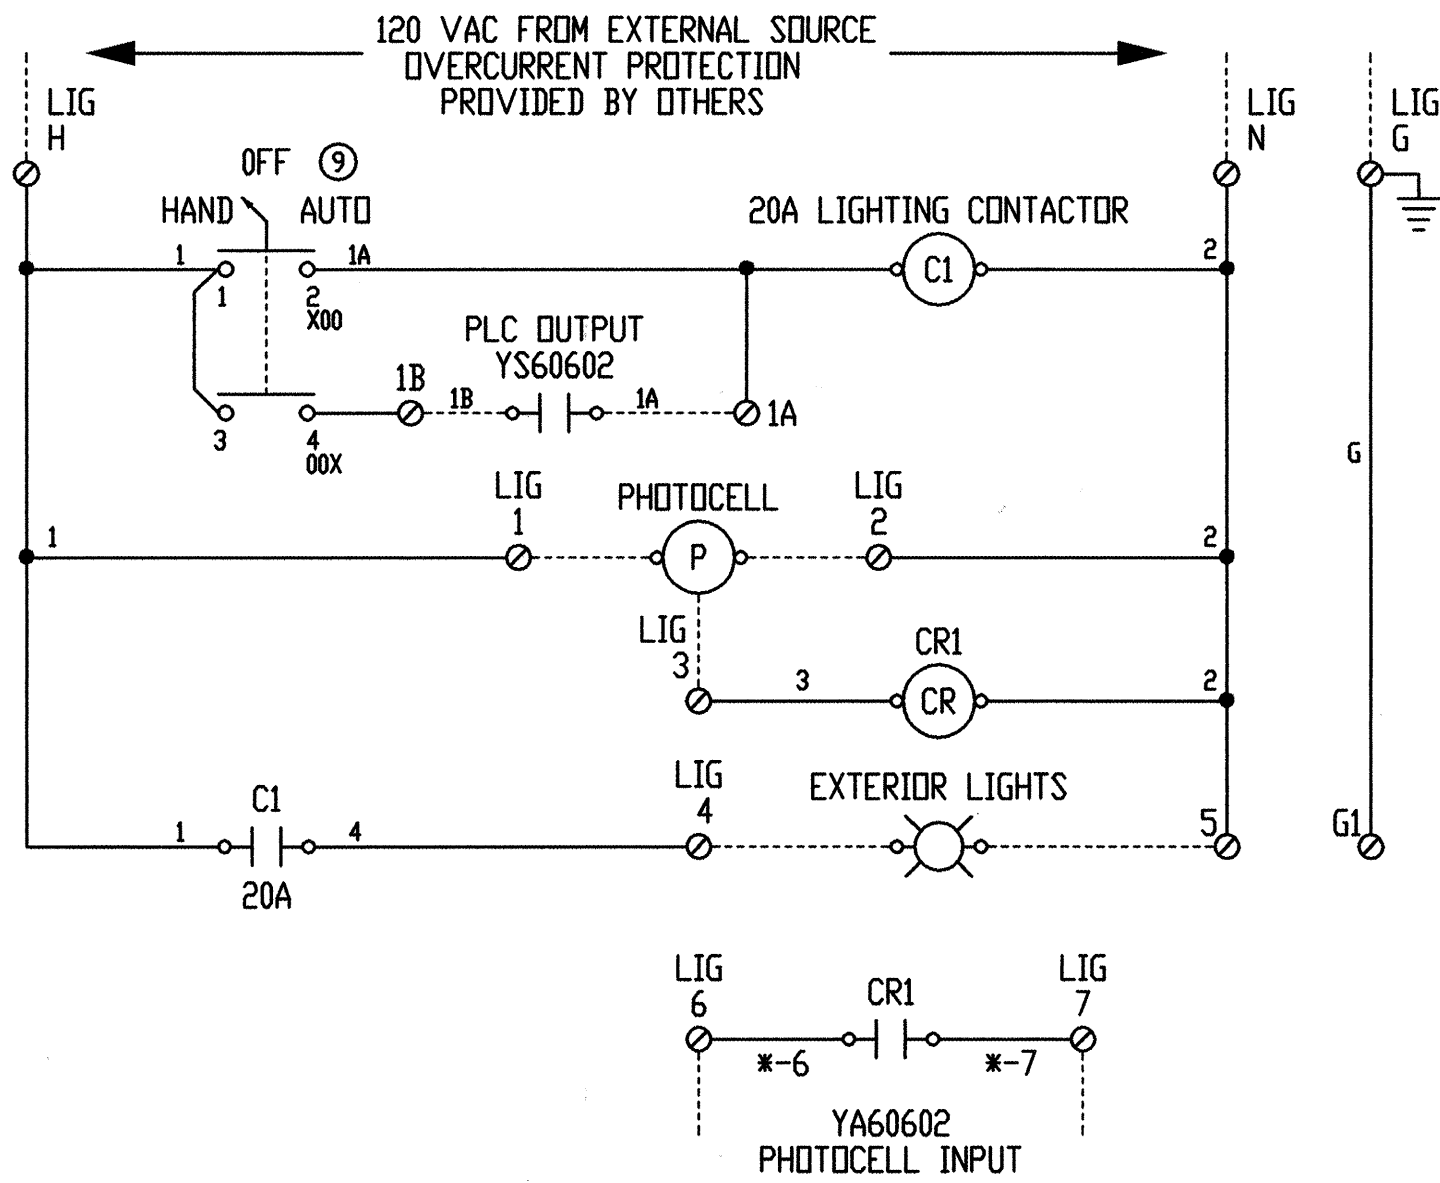 120 VAC FROM EXTERNAL SOURCE
OVERCURRENT PROTECTION
PROVIDED BY OTHERS
LIG
H
LIG
N
LIG
G
OFF 9
HAND AUTO
20A LIGHTING CONTACTOR
1 1A
C1
2
1 2
X00
PLC OUTPUT
YS60602
1B
1B 1A
1A
3 4
00X
G
LIG
1
PHOTOCELL
LIG
2
1
P
2
LIG
3
CR1
3
CR
2
LIG
4
EXTERIOR LIGHTS
C1
1 4
5
G1
20A
LIG
6
CR1
LIG
7
*-6 *-7
YA60602
PHOTOCELL INPUT